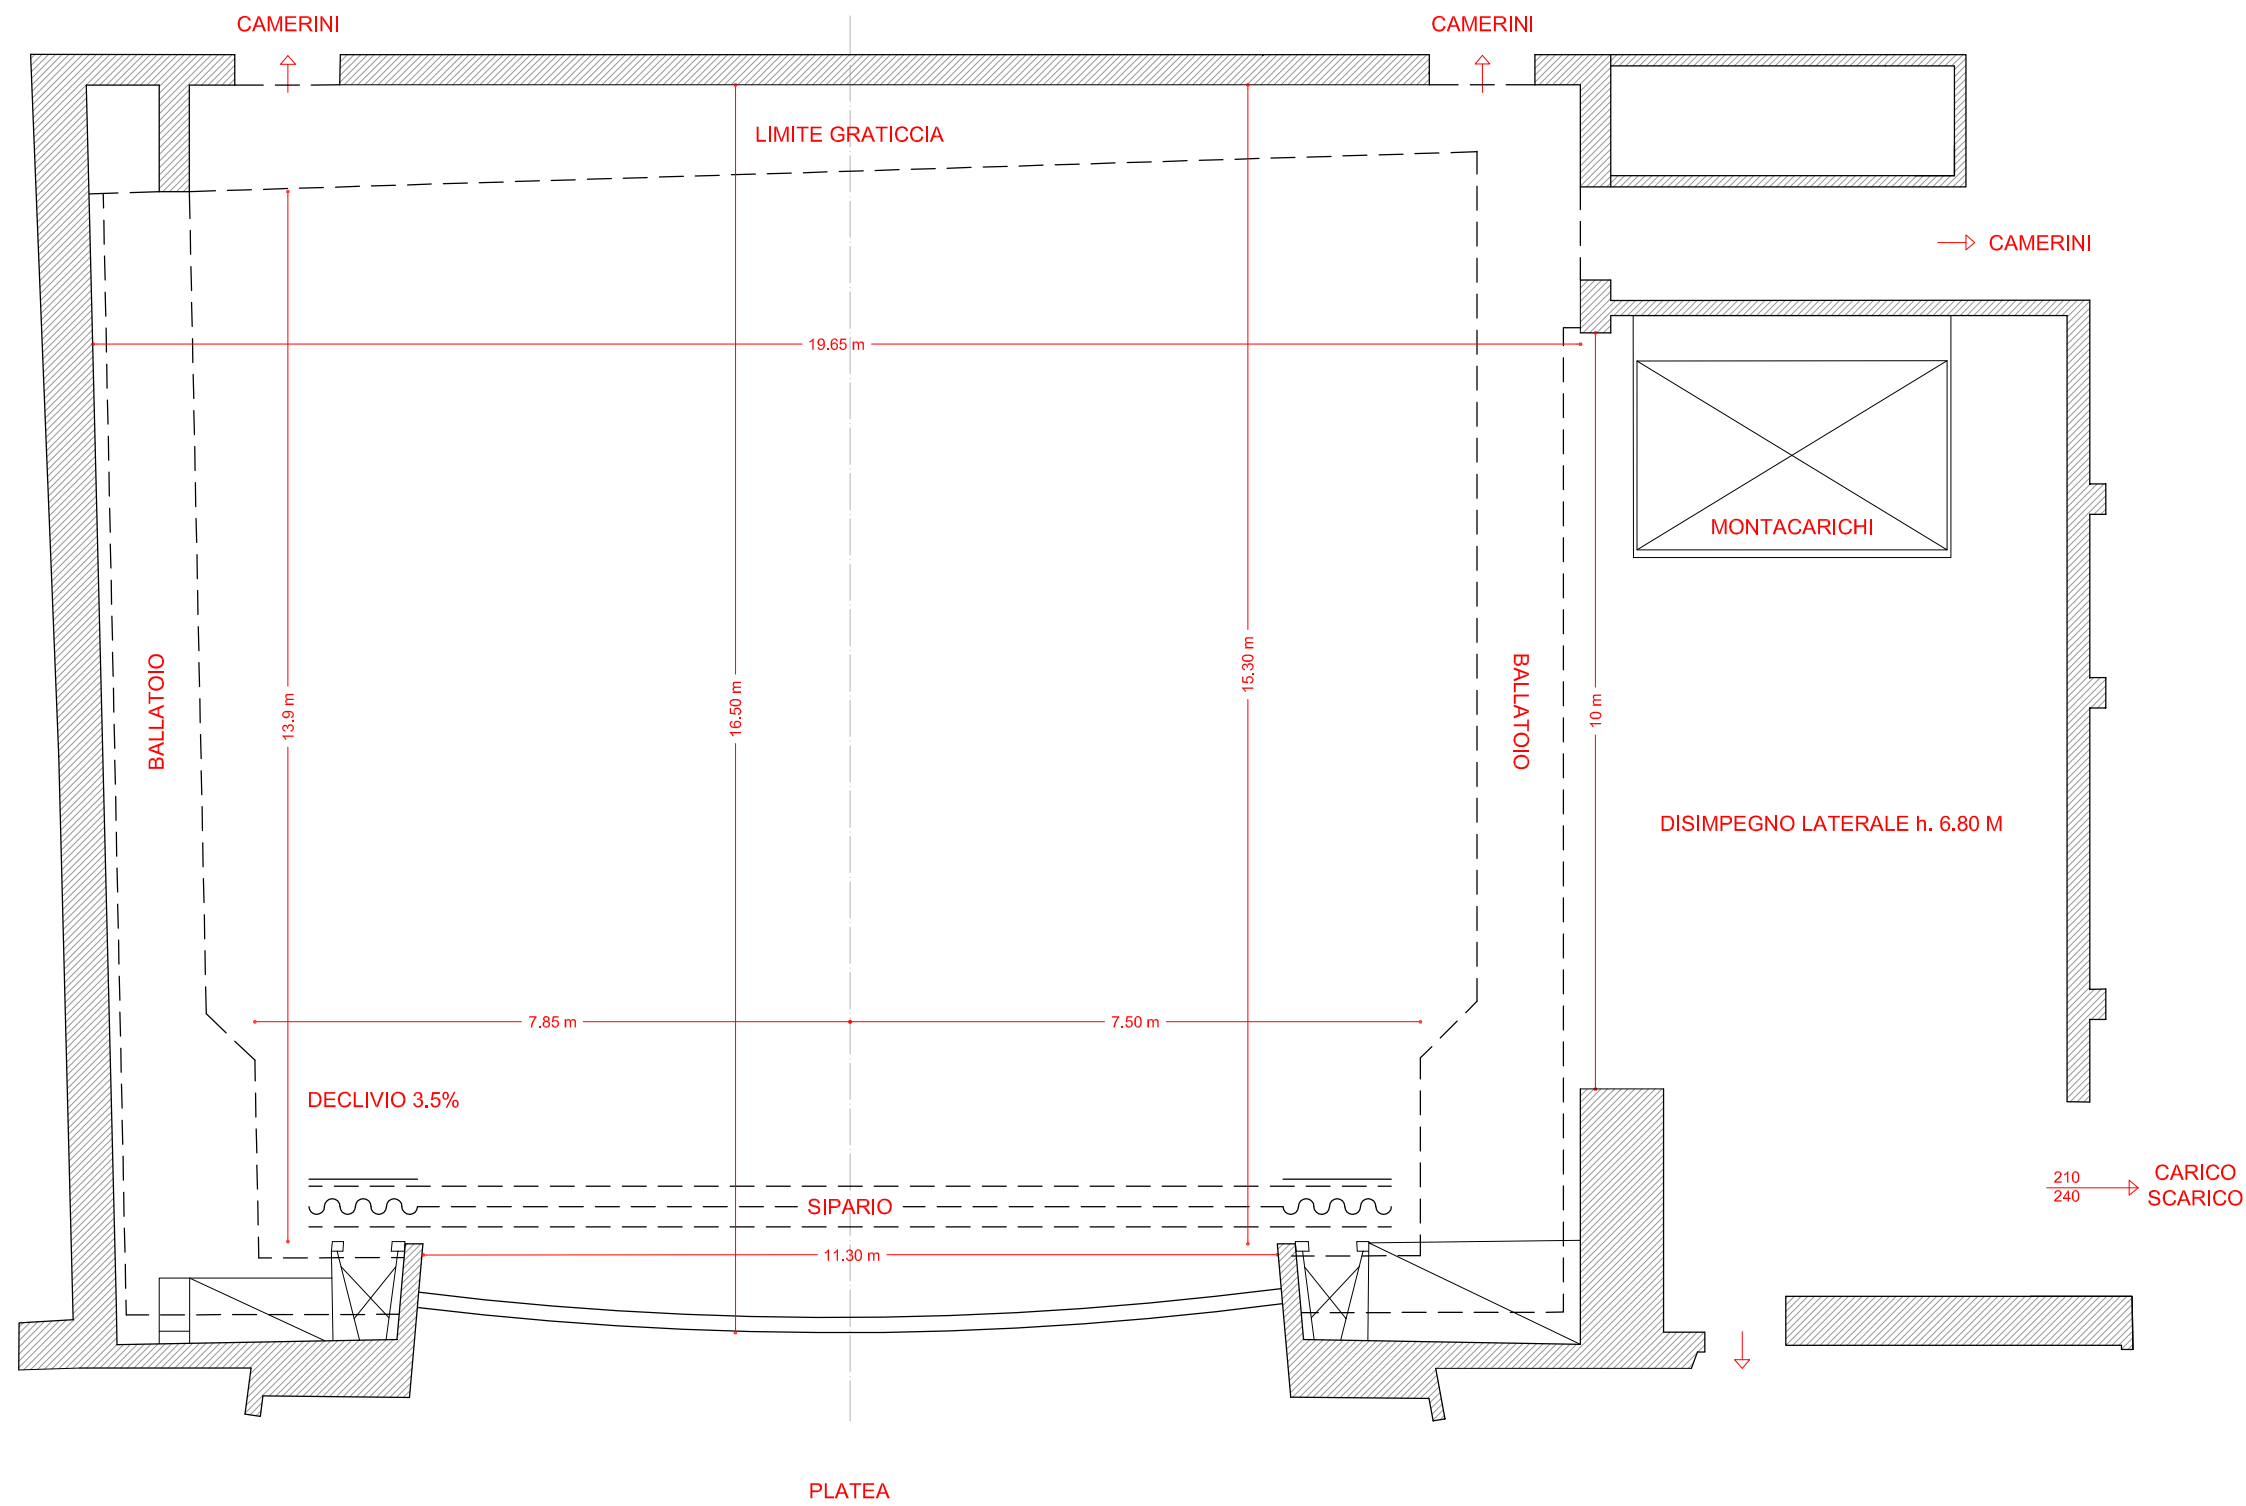 CAMERINI
CAMERINI
LIMITE GRATICCIA
CAMERINI
19.65 m
MONTACARICHI
BALLATOIO
13.9 m
16.50 m
15.30 m
BALLATOIO
10 m
DISIMPEGNO LATERALE h. 6.80 M
7.85 m
7.50 m
DECLIVIO 3.5%
210
240
CARICO
SCARICO
SIPARIO
11.30 m
PLATEA